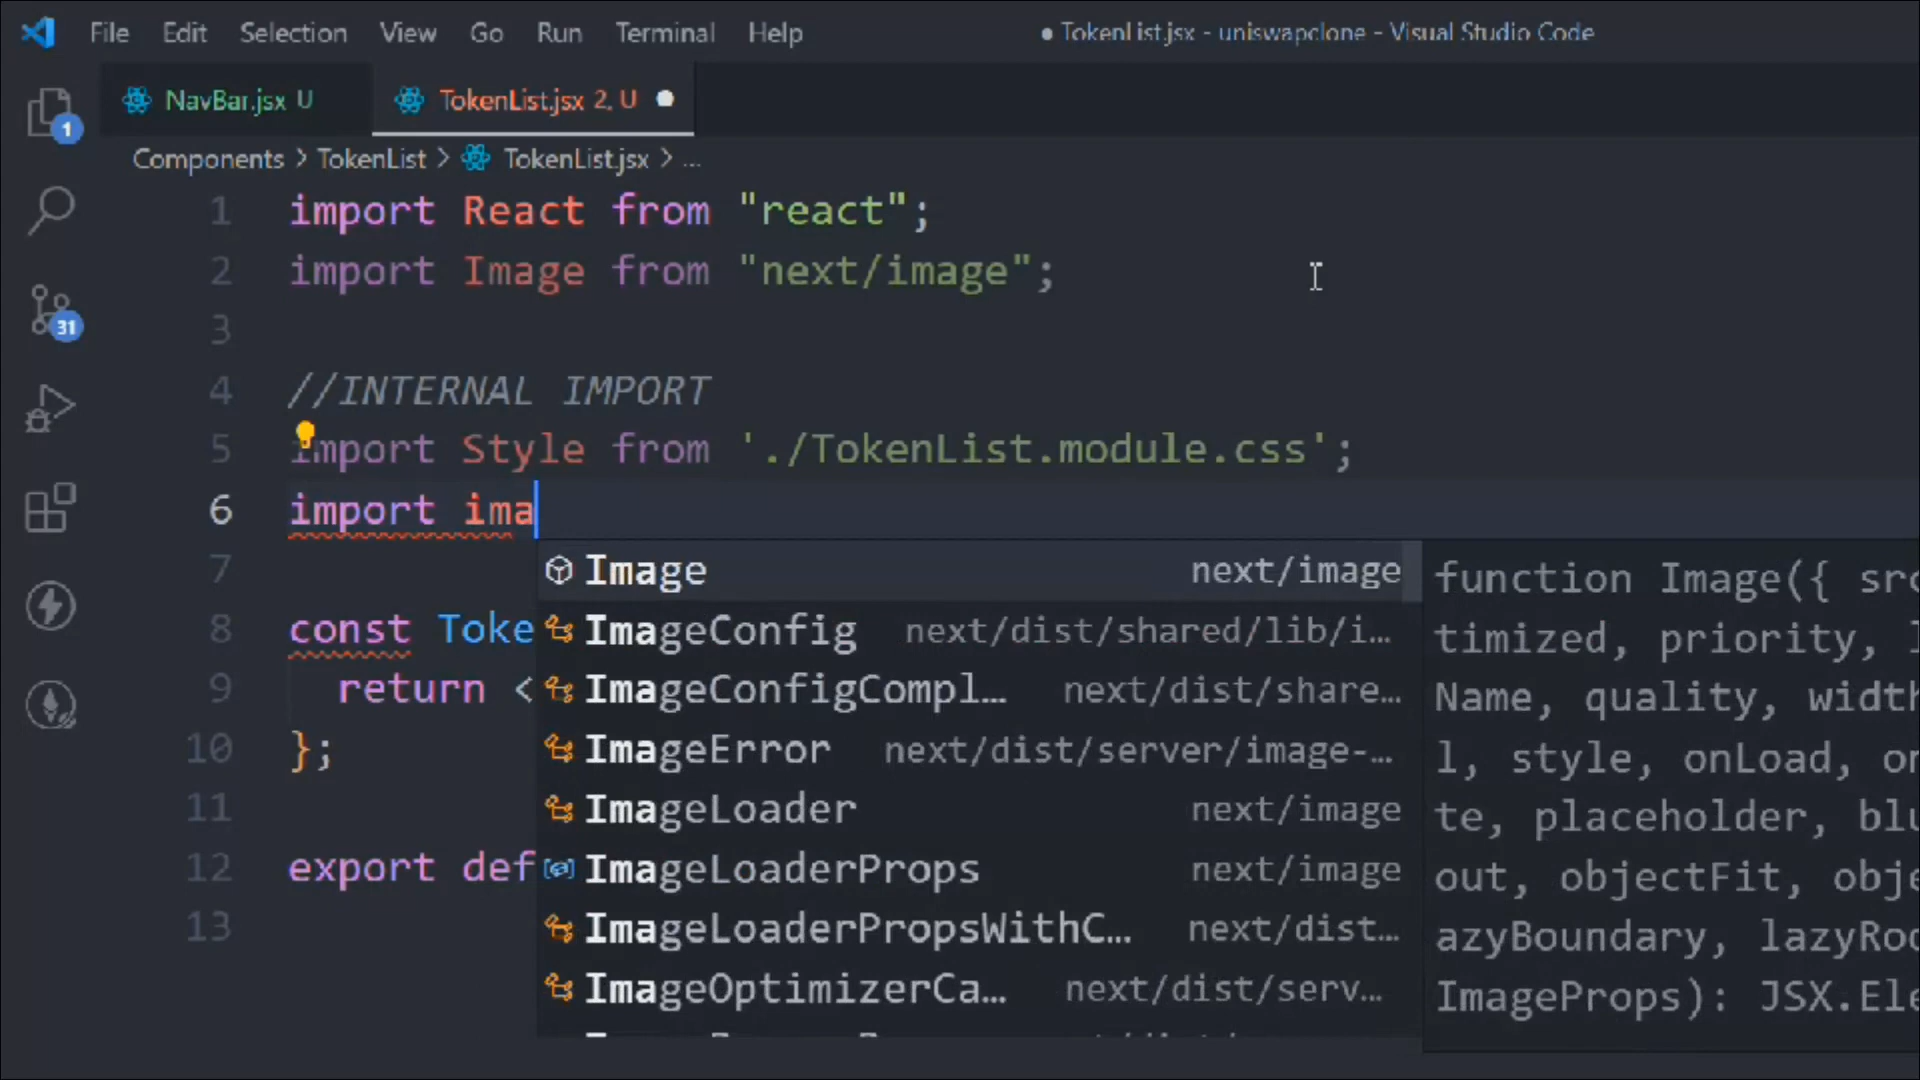 File Edit Selection View Go Run Terminal Help
● TokenList.jsx - uniswapclone - Visual Studio Code
NavBar.jsx U
TokenList.jsx 2, U
Components > TokenList > TokenList.jsx > ...
1 import React from "react";
2 import Image from "next/image";
3
4 //INTERNAL IMPORT
5 import Style from './TokenList.module.css';
6 import ima
7
8 const Toke
9 return <
10 };
11
12 export def
13
1
31
Image next/image
ImageConfig next/dist/shared/lib/i…
ImageConfigCompl… next/dist/share…
ImageError next/dist/server/image-…
ImageLoader next/image
ImageLoaderProps next/image
ImageLoaderPropsWithC… next/dist…
ImageOptimizerCa… next/dist/serv…
function Image({ src
timized, priority, l
Name, quality, width
l, style, onLoad, on
te, placeholder, blu
out, objectFit, obje
azyBoundary, lazyRoo
ImageProps): JSX.Ele